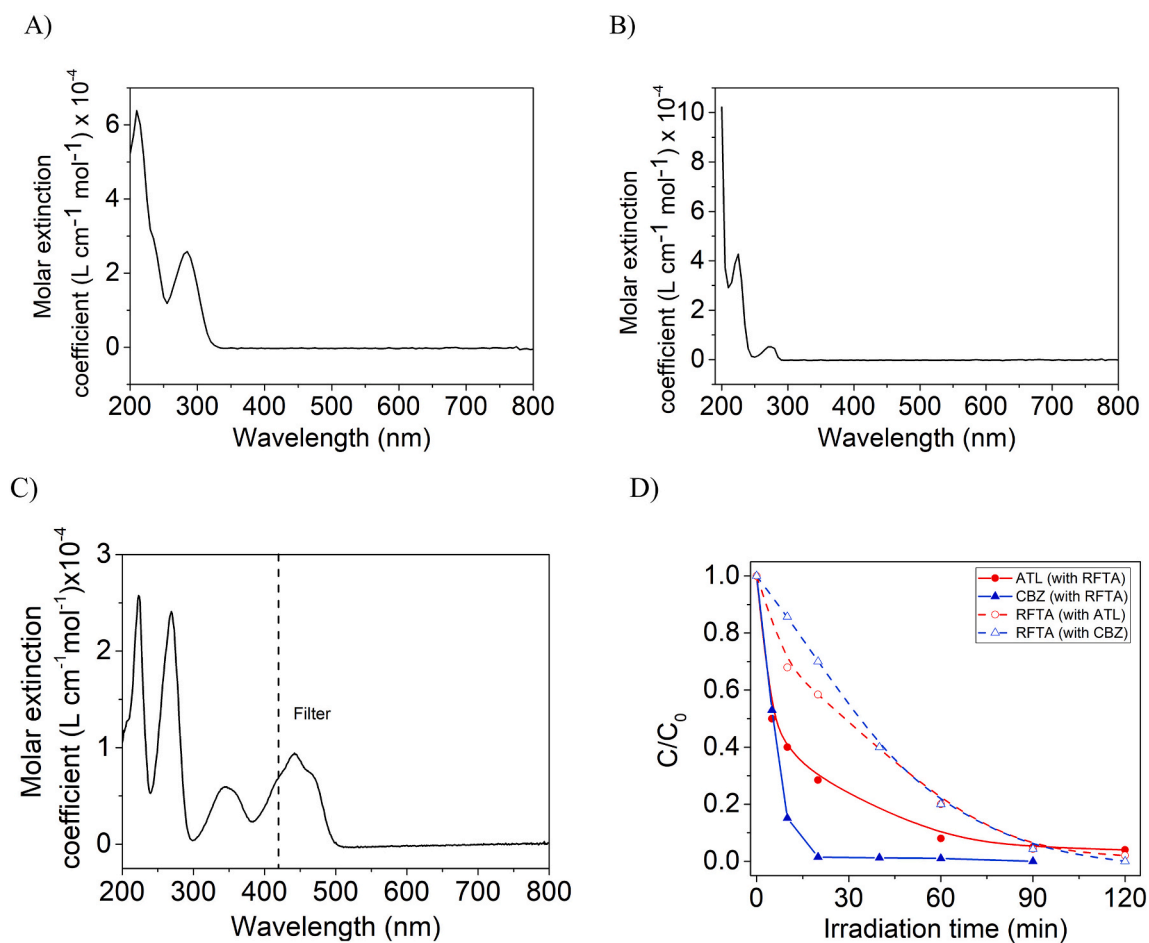 A)
Molar extinction
coefficient (L cm⁻¹ mol⁻¹) x 10⁻⁴
6
4
2
0
200 300 400 500 600 700 800
Wavelength (nm)
B)
Molar extinction
coefficient (L cm⁻¹ mol⁻¹) x 10⁻⁴
10
8
6
4
2
0
200 300 400 500 600 700 800
Wavelength (nm)
C)
Molar extinction
coefficient (L cm⁻¹mol⁻¹)x10⁻⁴
3
2
1
0
Filter
200 300 400 500 600 700 800
Wavelength (nm)
D)
C/C₀
1.0
0.8
0.6
0.4
0.2
0.0
ATL (with RFTA)
CBZ (with RFTA)
RFTA (with ATL)
RFTA (with CBZ)
0 30 60 90 120
Irradiation time (min)